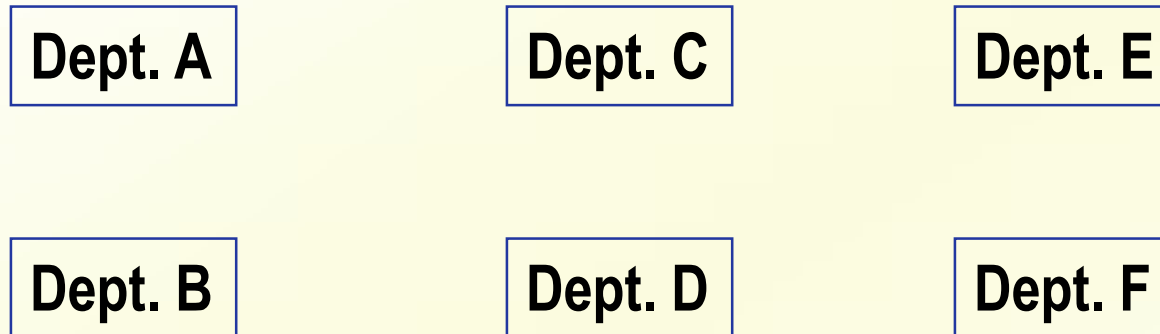 Dept. A
Dept. C
Dept. E
Dept. B
Dept. D
Dept. F